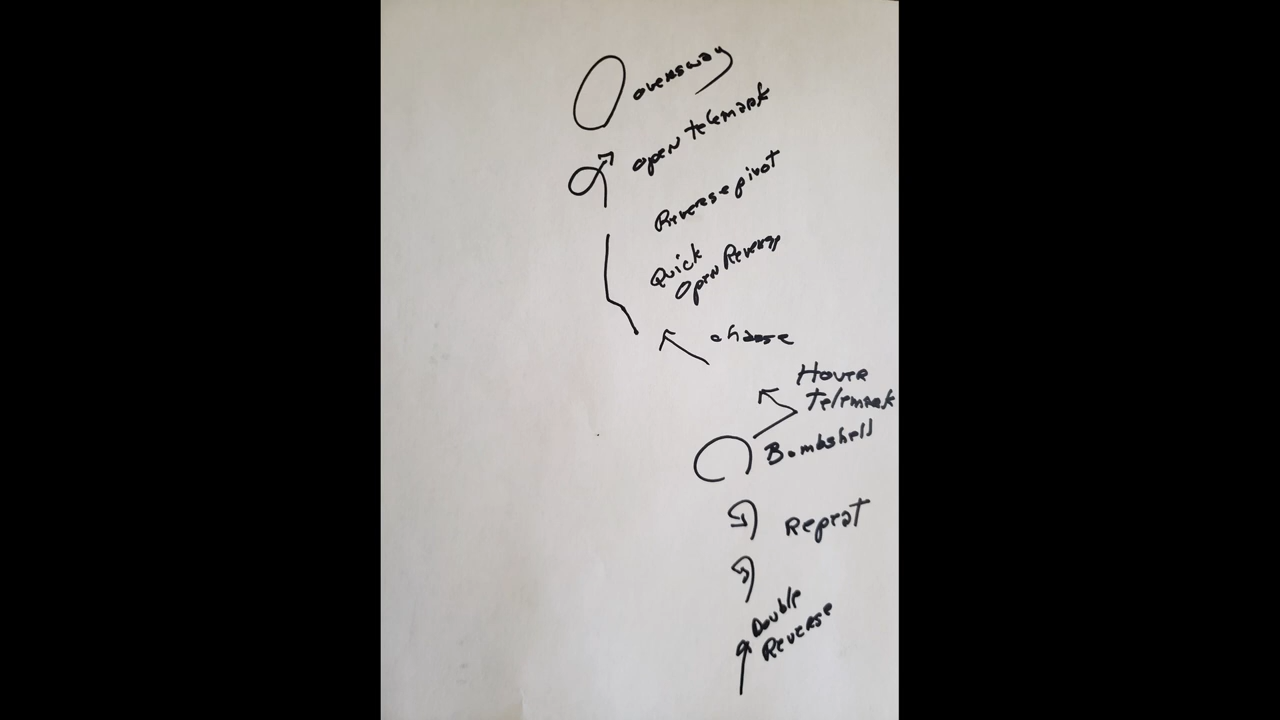 oversway
open telemark
Reverse pivot
Quick
Open Reverse
chasse
Hover
Telemark
Bombshell
Repeat
Double
Reverse